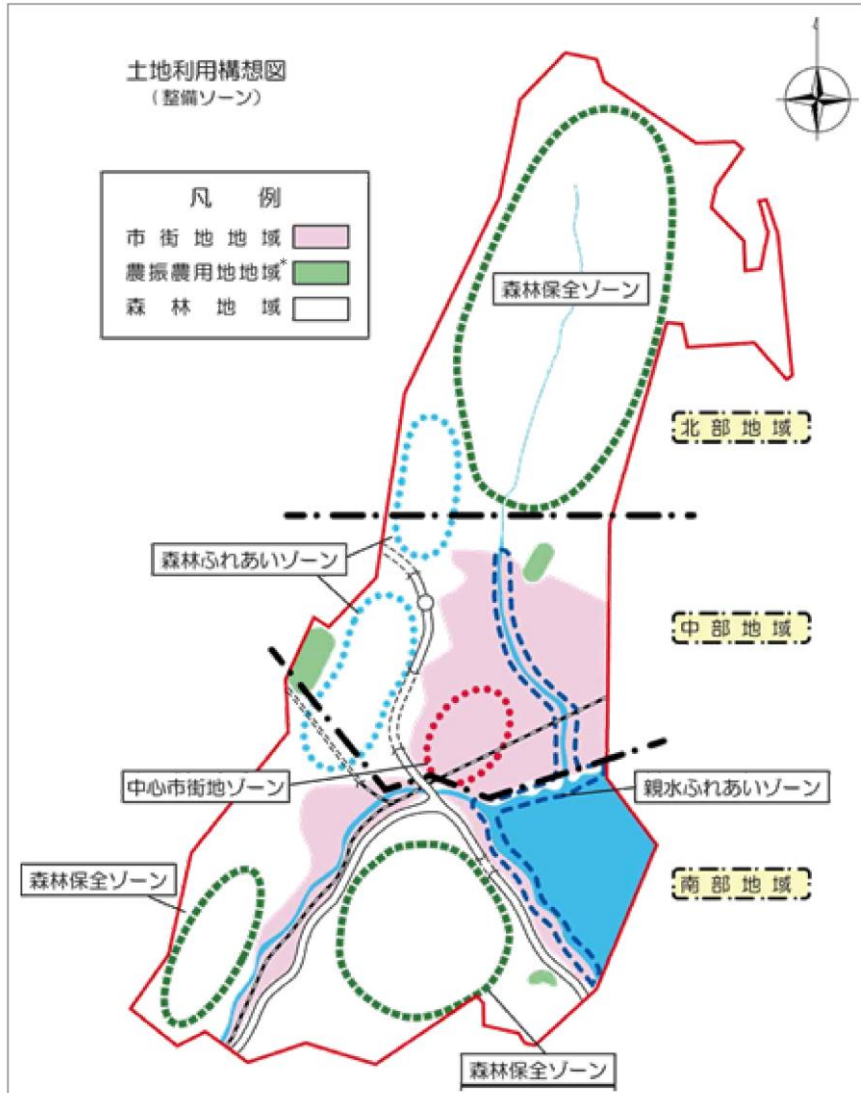 土地利用構想図
（整備ゾーン）
凡例
市街地地域
農振農用地地域*
森林地域
森林保全ゾーン
北部地域
森林ふれあいゾーン
中部地域
中心市街地ゾーン
親水ふれあいゾーン
森林保全ゾーン
南部地域
森林保全ゾーン